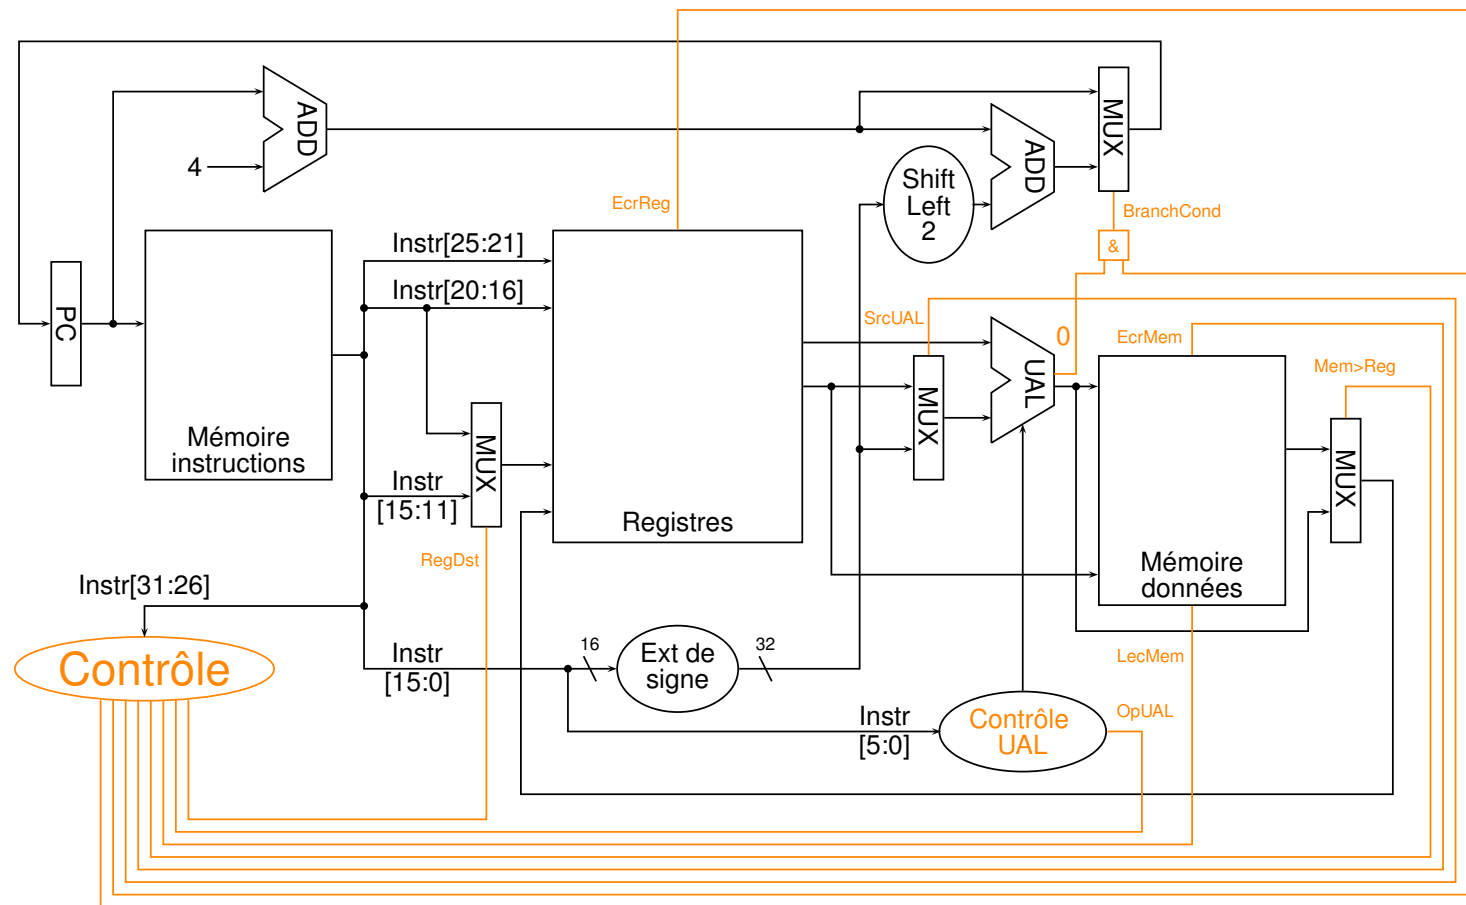 ADD
MUX
4
ADD
Shift
Left
2
EcrReg
BranchCond
&
Instr[25:21]
Instr[20:16]
PC
SrcUAL
0
EcrMem
UAL
Mem>Reg
MUX
Mémoire
instructions
MUX
Instr
[15:11]
MUX
Registres
RegDst
Mémoire
données
Instr[31:26]
Contrôle
Instr
[15:0]
16
Ext de
signe
32
LecMem
Instr
[5:0]
Contrôle
UAL
OpUAL